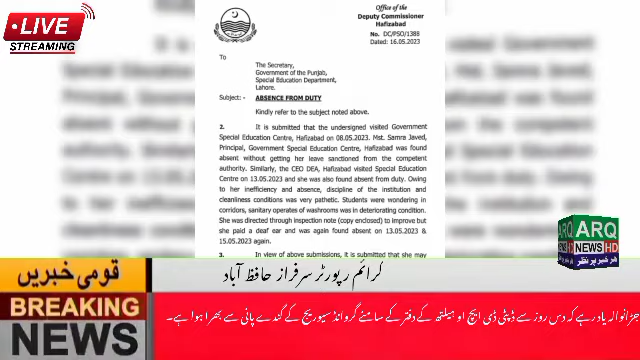 LIVE
STREAMING
Office of the
Deputy Commissioner
Hafizabad
No. DC/PSO/1388
Dated: 16.05.2023
To
The Secretary,
Government of the Punjab,
Special Education Department,
Lahore.
Subject: - ABSENCE FROM DUTY
Kindly refer to the subject noted above.
2. It is submitted that the undersigned visited Government
Special Education Centre, Hafizabad on 08.05.2023. Mst. Samra Javed,
Principal, Government Special Education Centre, Hafizabad was found
absent without getting her leave sanctioned from the competent
authority. Similarly, the CEO DEA, Hafizabad visited Special Education
Centre on 13.05.2023 and she was also found absent from duty. Owing
to her inefficiency and absence, discipline of the institution and
cleanliness conditions was very pathetic. Students were wondering in
corridors, sanitary operates of washrooms was in deteriorating condition.
She was directed through inspection note (copy enclosed) to improve but
she paid a deaf ear and was again found absent on 13.05.2023 &
15.05.2023 again.
3. In view of above submissions, it is submitted that she may
ARQ
NEWS HD
ہر خبر پر نظر
قومی خبریں
کرائم رپورٹر سرفراز حافظ آباد
BREAKING
NEWS
جڑانوالہ یاد رہے کہ دس روز سے ڈپٹی ڈی ایچ او ہیلتھ کے دفتر کے سامنے گراونڈ سیوریج کے گندے پانی سے بھرا ہوا ہے۔